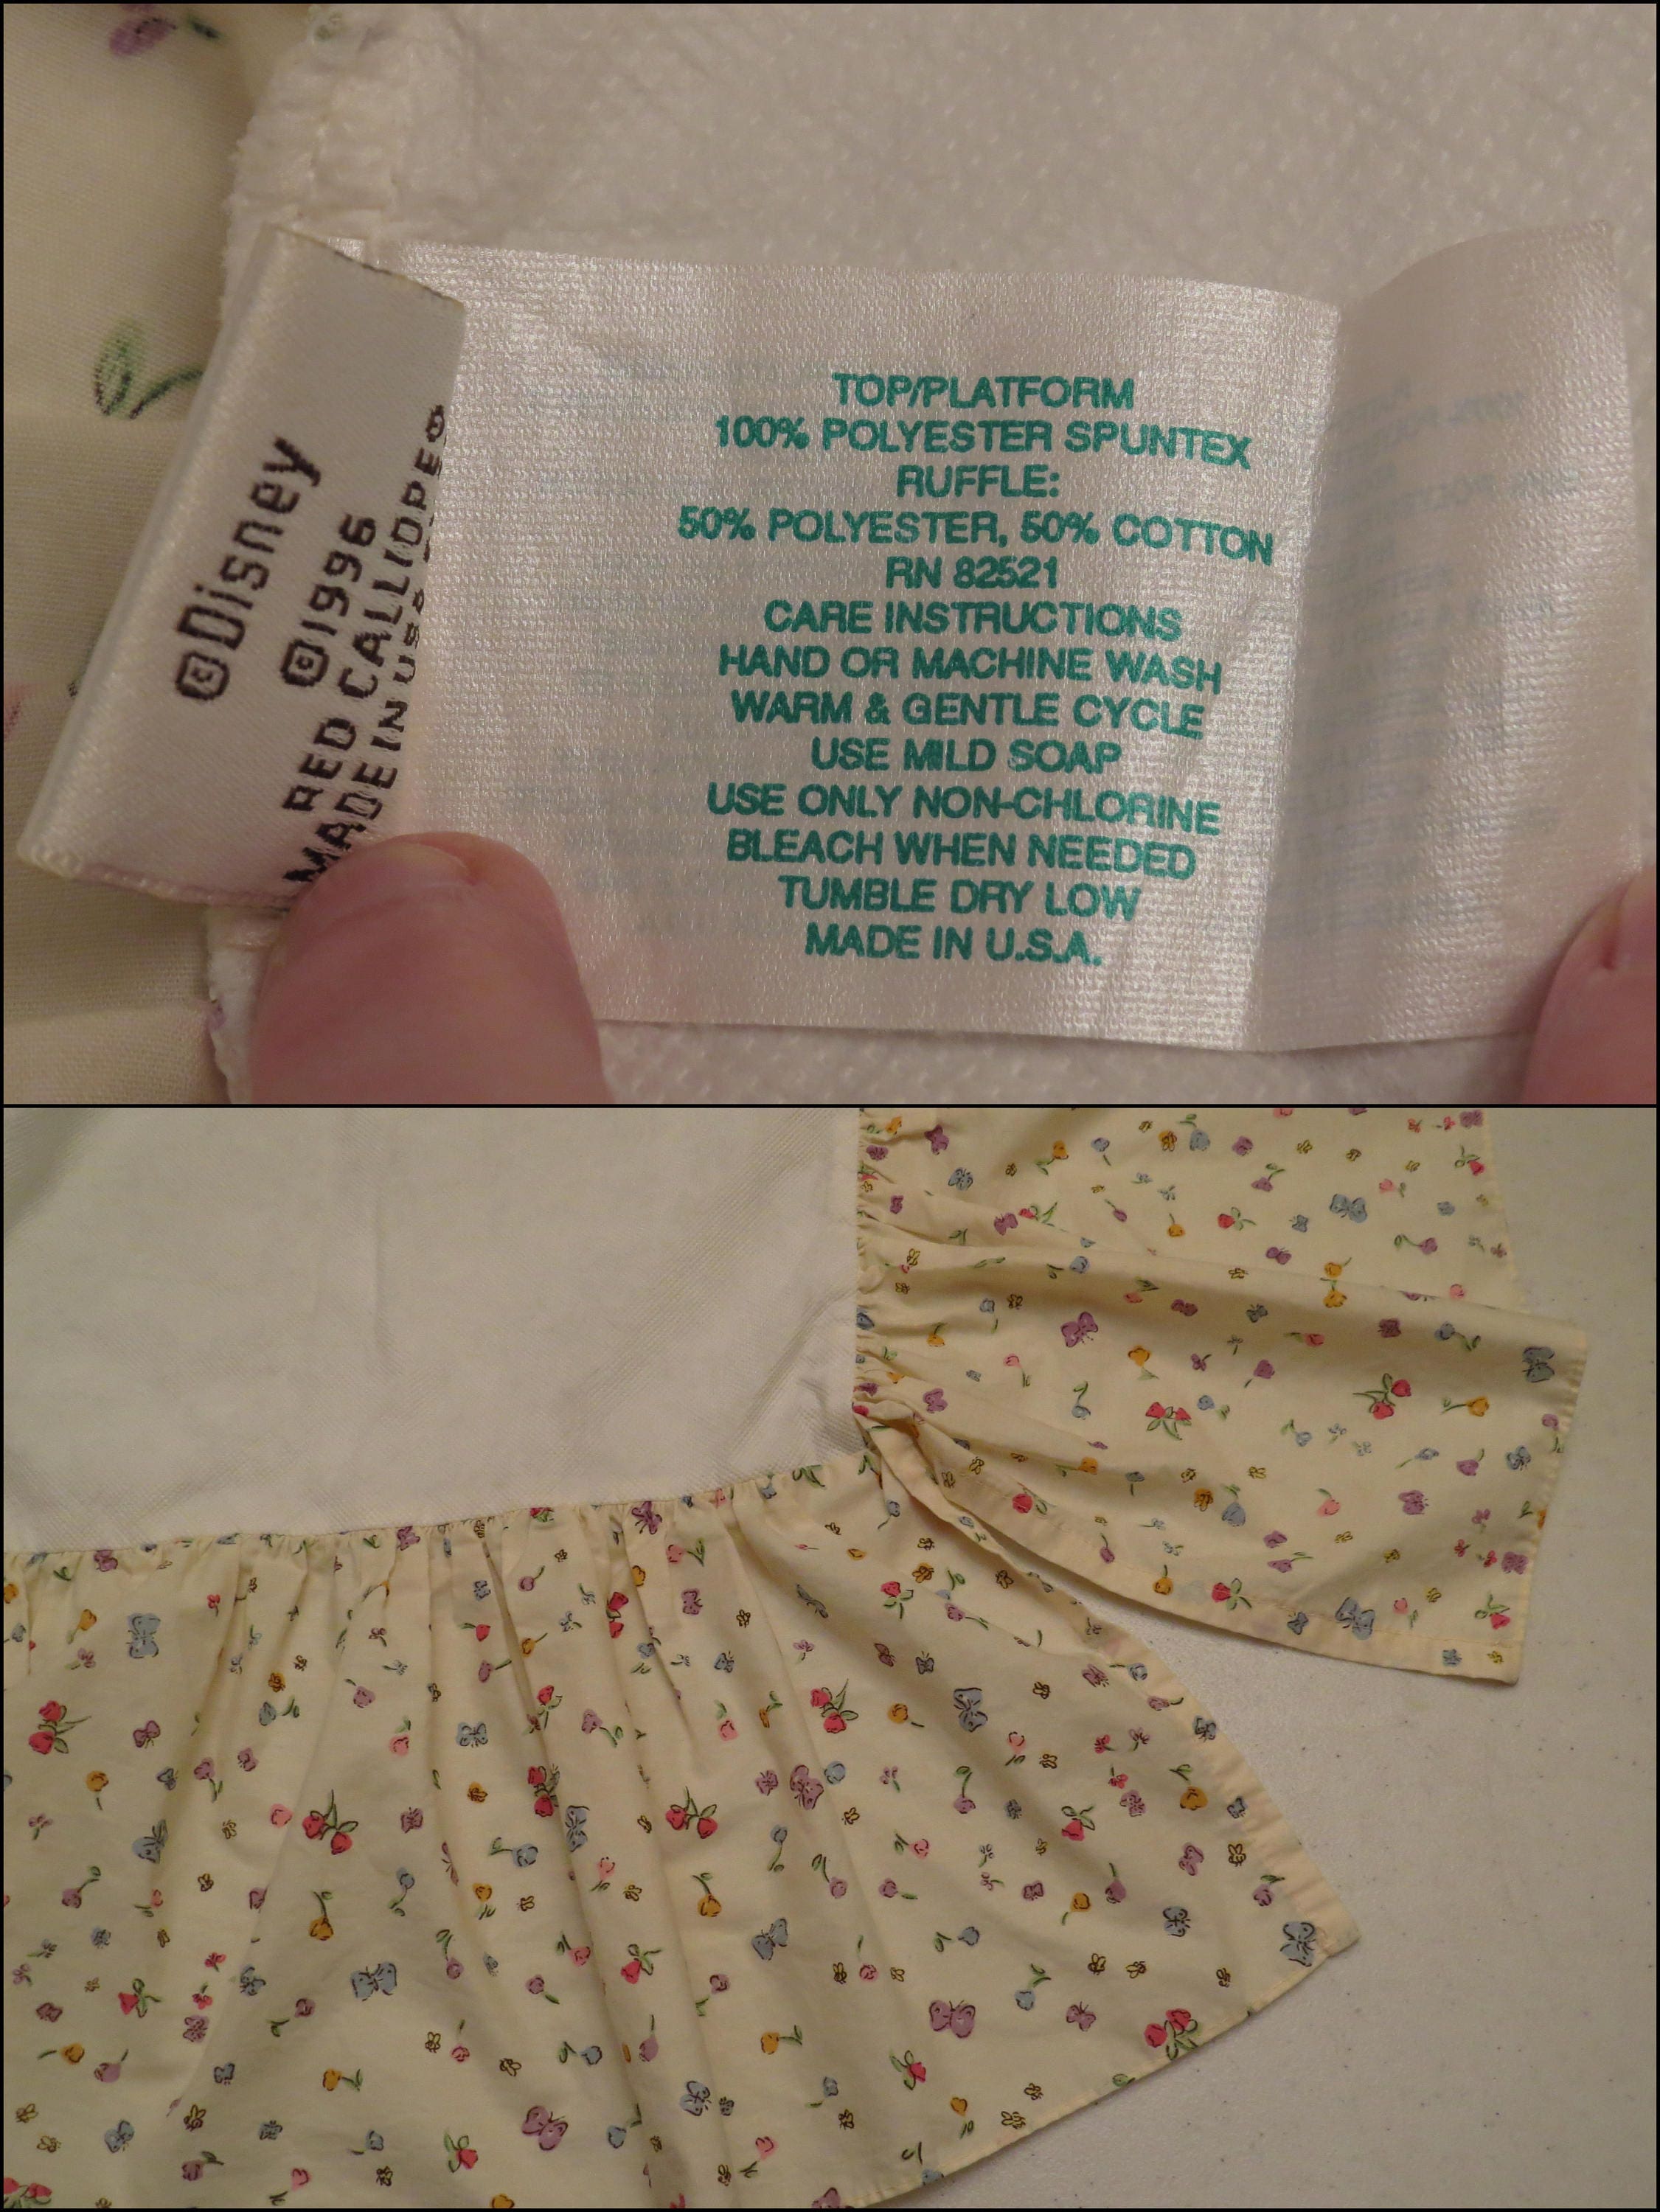 ©Disney
©1996
RED CALLIOPE®
MADE IN USA
TOP/PLATFORM
100% POLYESTER SPUNTEX
RUFFLE:
50% POLYESTER, 50% COTTON
RN 82521
CARE INSTRUCTIONS
HAND OR MACHINE WASH
WARM & GENTLE CYCLE
USE MILD SOAP
USE ONLY NON-CHLORINE
BLEACH WHEN NEEDED
TUMBLE DRY LOW
MADE IN U.S.A.